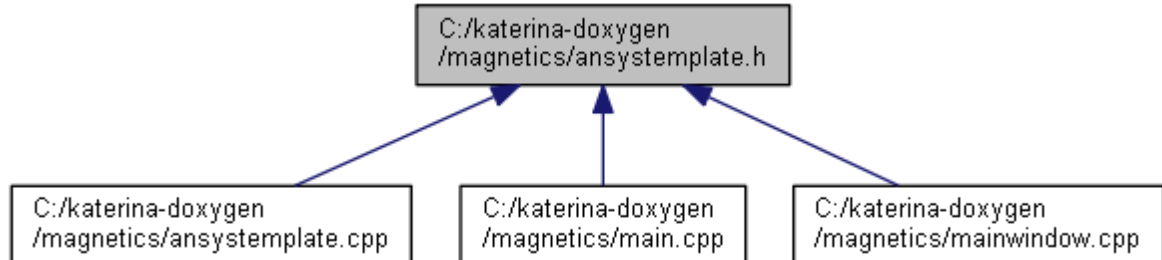 C:/katerina-doxygen
/magnetics/ansystemplate.h
C:/katerina-doxygen
/magnetics/ansystemplate.cpp
C:/katerina-doxygen
/magnetics/main.cpp
C:/katerina-doxygen
/magnetics/mainwindow.cpp